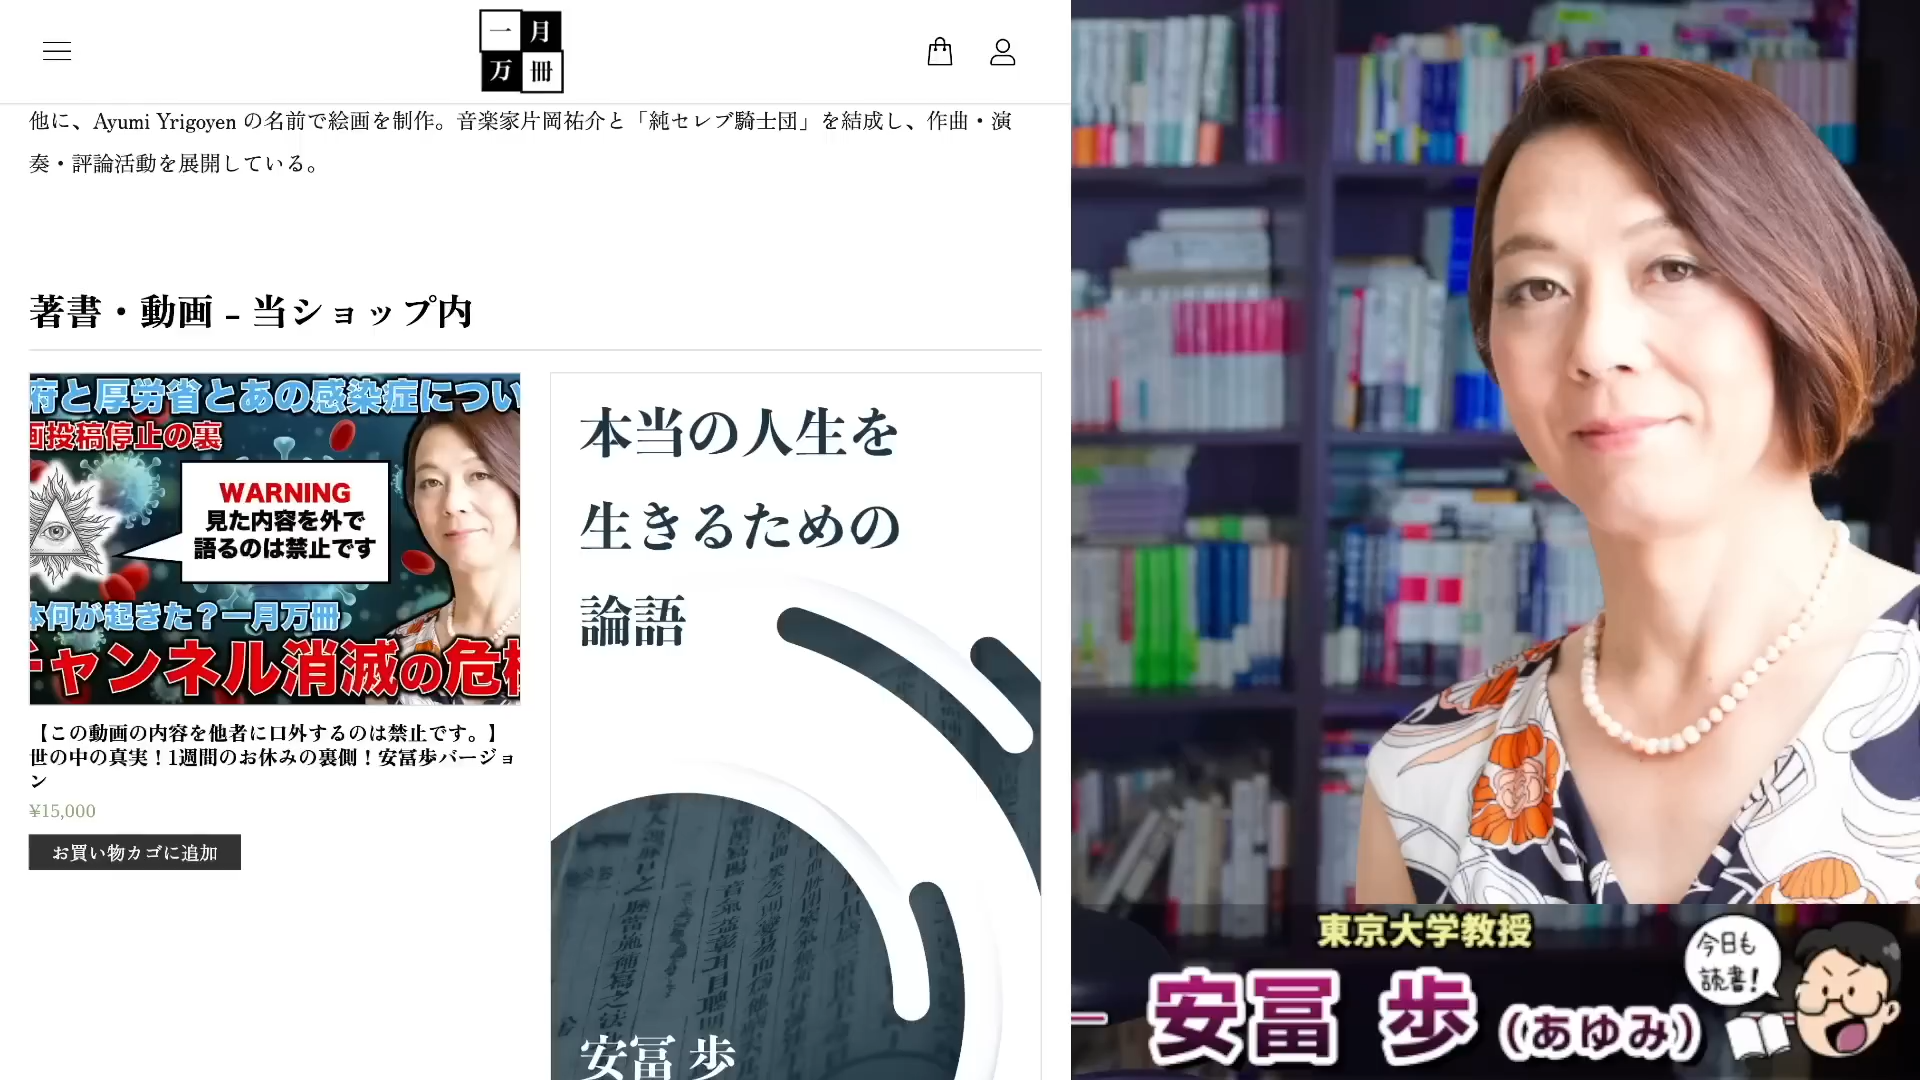 一月
万冊
他に、Ayumi Yrigoyen の名前で絵画を制作。音楽家片岡祐介と「純セレブ騎士団」を結成し、作曲・演
奏・評論活動を展開している。
著書・動画 – 当ショップ内
府と厚労省とあの感染症につい
画投稿停止の裏
WARNING
見た内容を外で
語るのは禁止です
体何が起きた？一月万冊
チャンネル消滅の危機
【この動画の内容を他者に口外するのは禁止です。】
世の中の真実！1週間のお休みの裏側！安冨歩バージョ
ン
¥15,000
お買い物カゴに追加
本当の人生を
生きるための
論語
安冨 歩
東京大学教授
安冨 歩 (あゆみ)
今日も
読書!